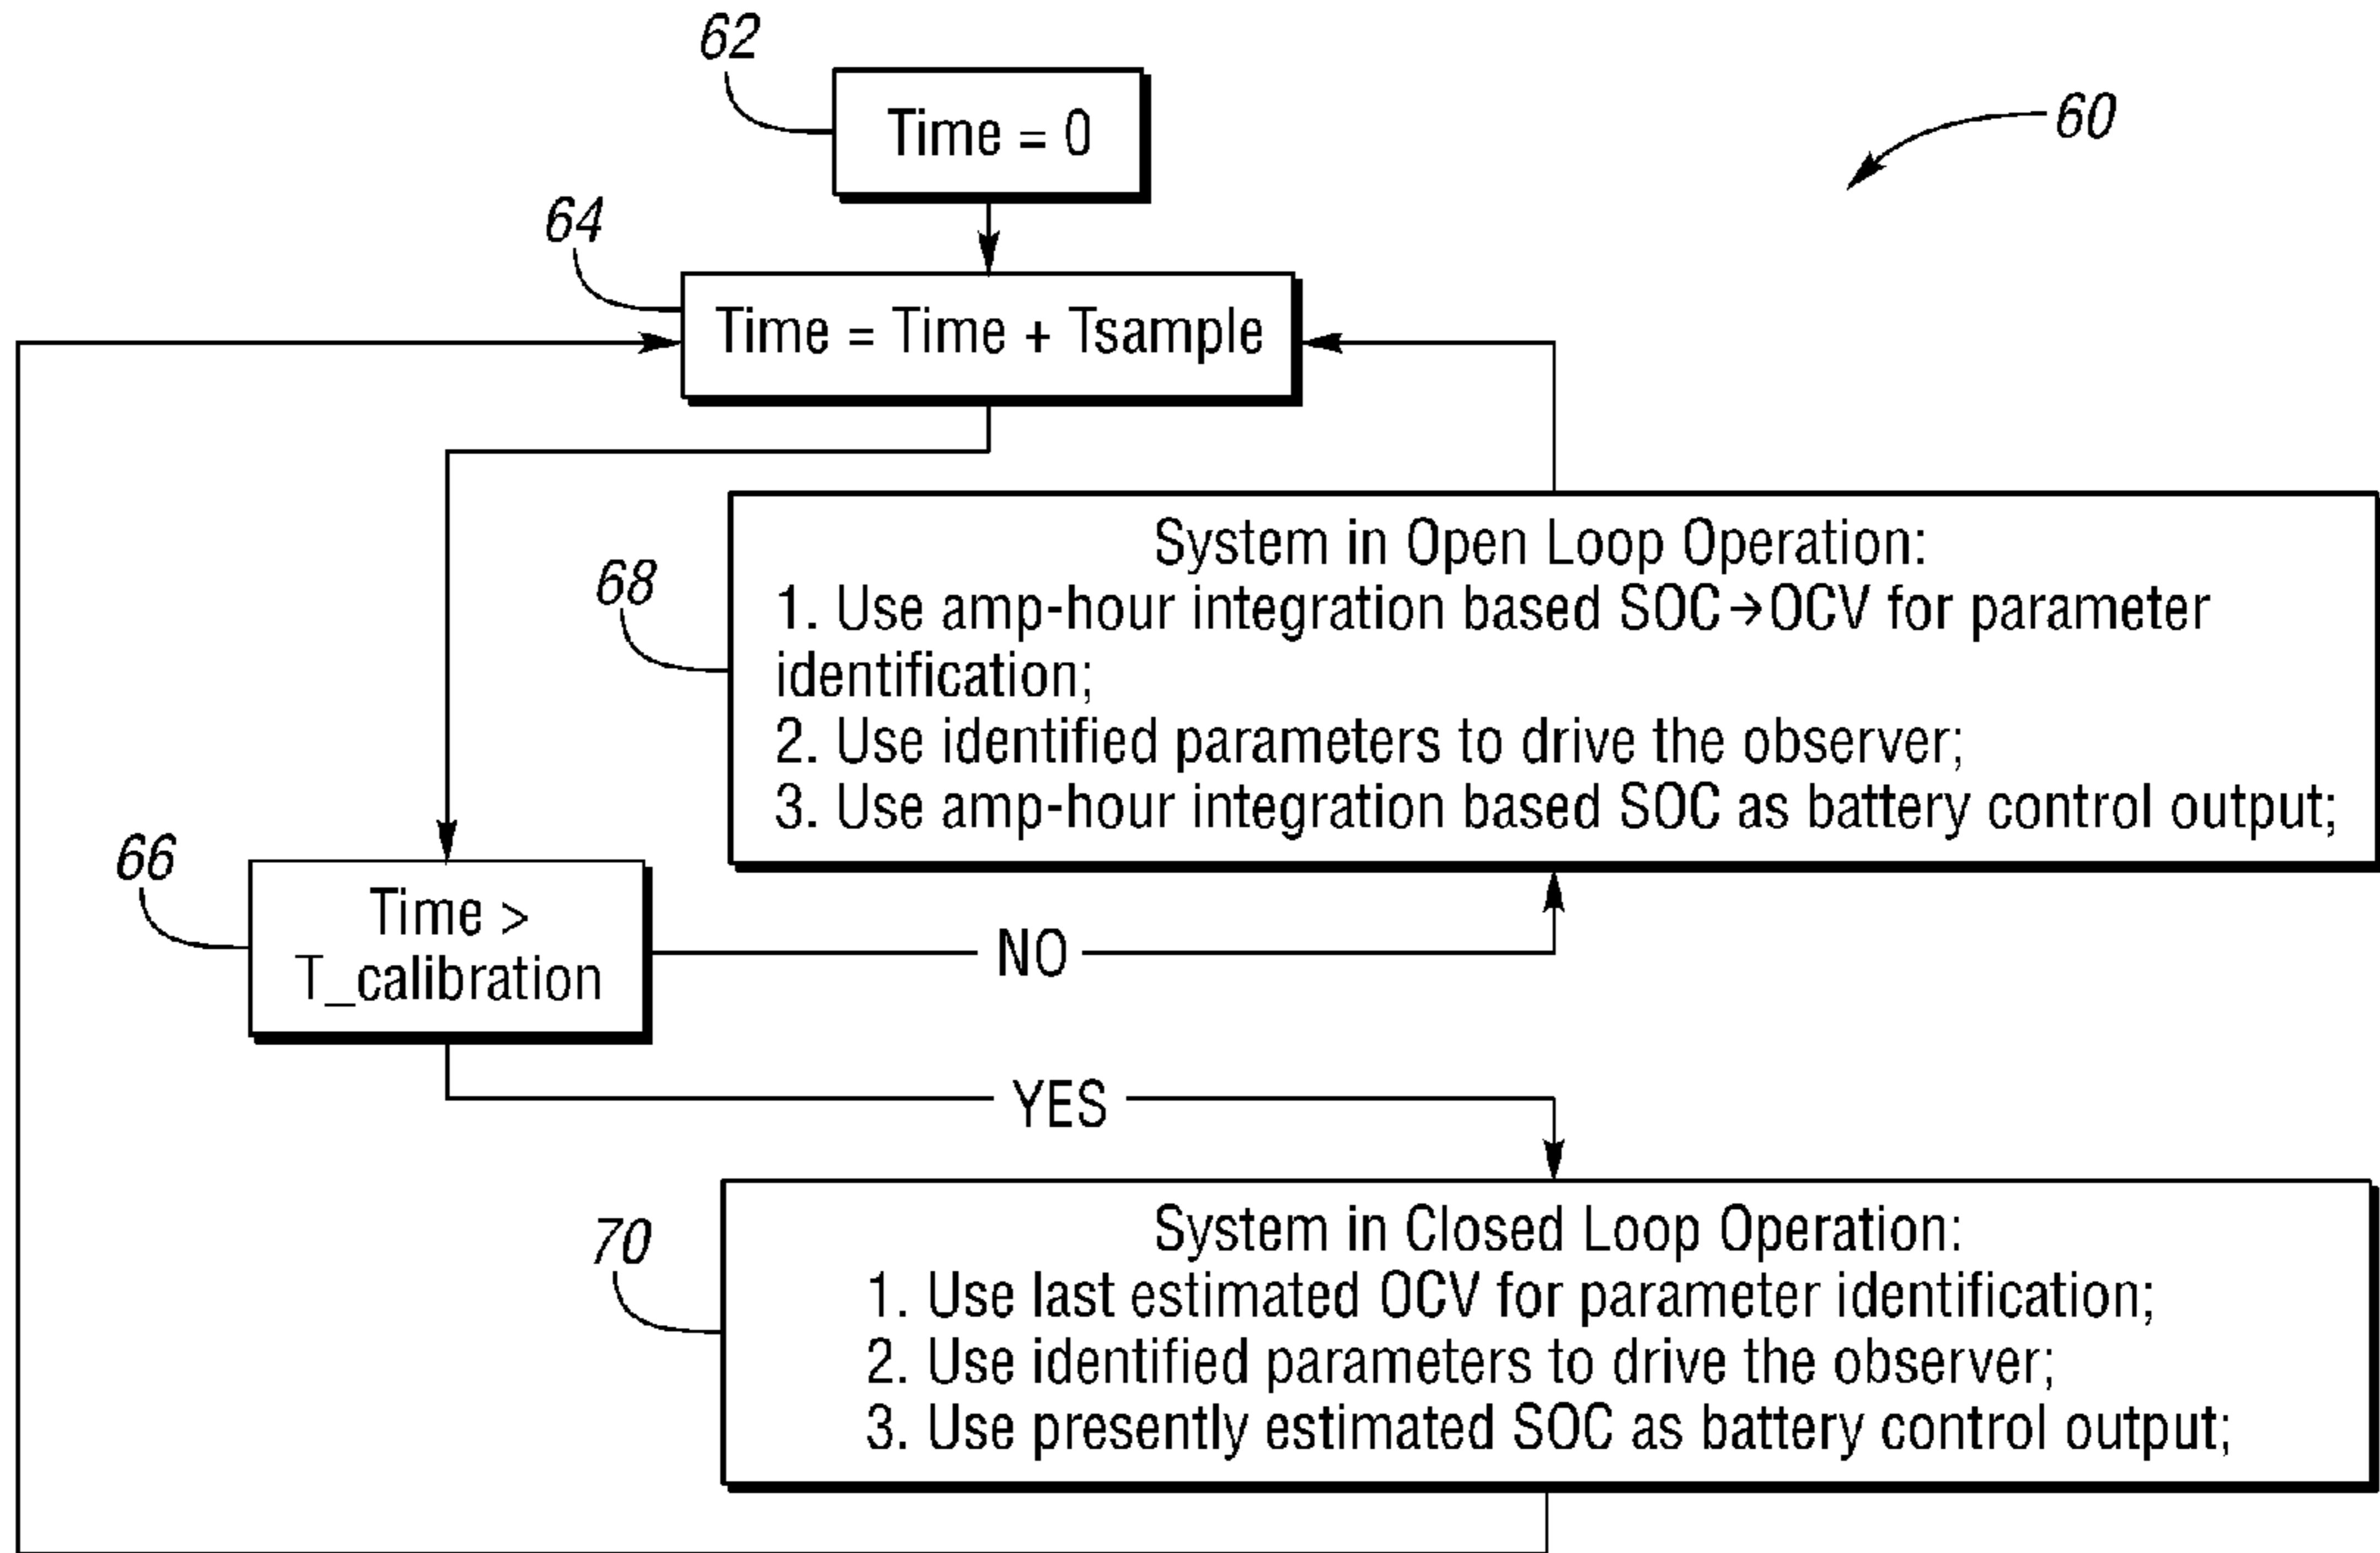 62
Time = 0
60
64
Time = Time + Tsample
68
System in Open Loop Operation:
1. Use amp-hour integration based SOC→OCV for parameter
identification;
2. Use identified parameters to drive the observer;
3. Use amp-hour integration based SOC as battery control output;
66
Time >
T_calibration
NO
YES
70
System in Closed Loop Operation:
1. Use last estimated OCV for parameter identification;
2. Use identified parameters to drive the observer;
3. Use presently estimated SOC as battery control output;